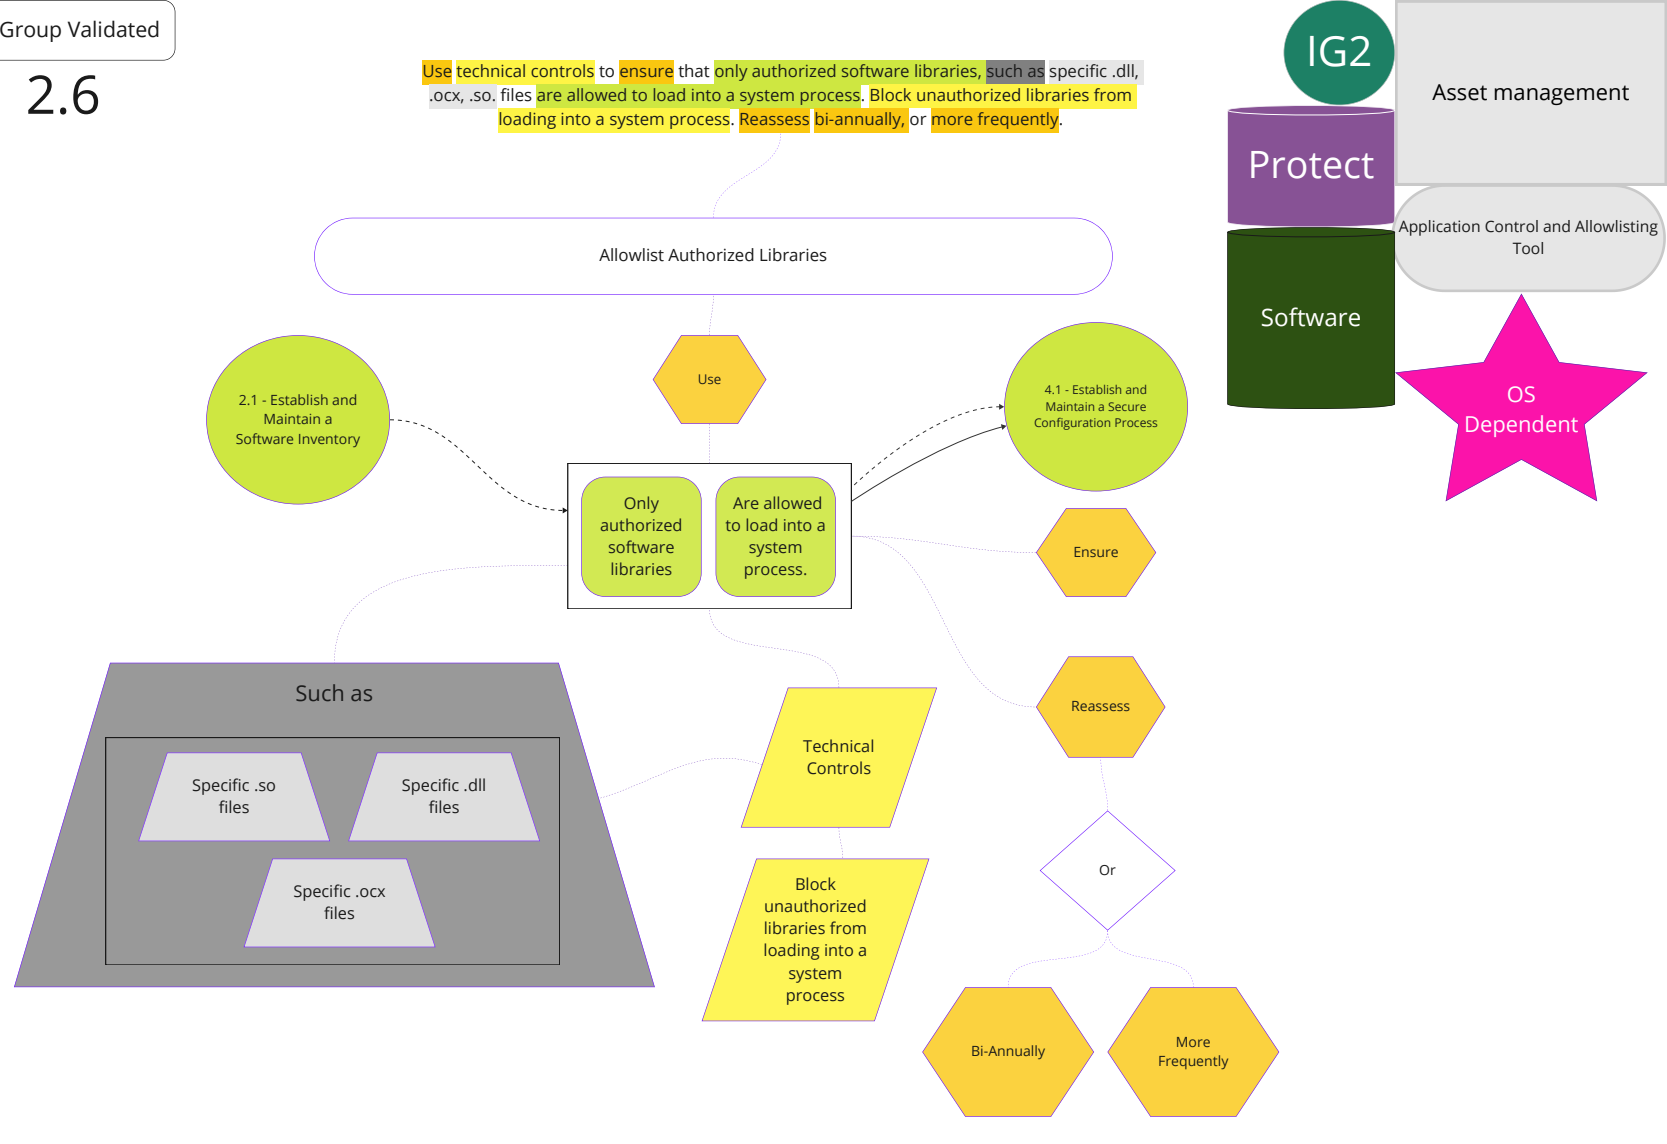 Group Validated
2.6
Use technical controls to ensure that only authorized software libraries, such as specific .dll,
.ocx, .so. files are allowed to load into a system process. Block unauthorized libraries from
loading into a system process. Reassess bi-annually, or more frequently.
IG2
Asset management
Protect
Application Control and Allowlisting
Tool
Software
OS
Dependent
Allowlist Authorized Libraries
Use
2.1 - Establish and
Maintain a
Software Inventory
4.1 - Establish and
Maintain a Secure
Configuration Process
Only
authorized
software
libraries
Are allowed
to load into a
system
process.
Ensure
Such as
Specific .so
files
Specific .dll
files
Specific .ocx
files
Technical
Controls
Block
unauthorized
libraries from
loading into a
system
process
Reassess
Or
Bi-Annually
More
Frequently